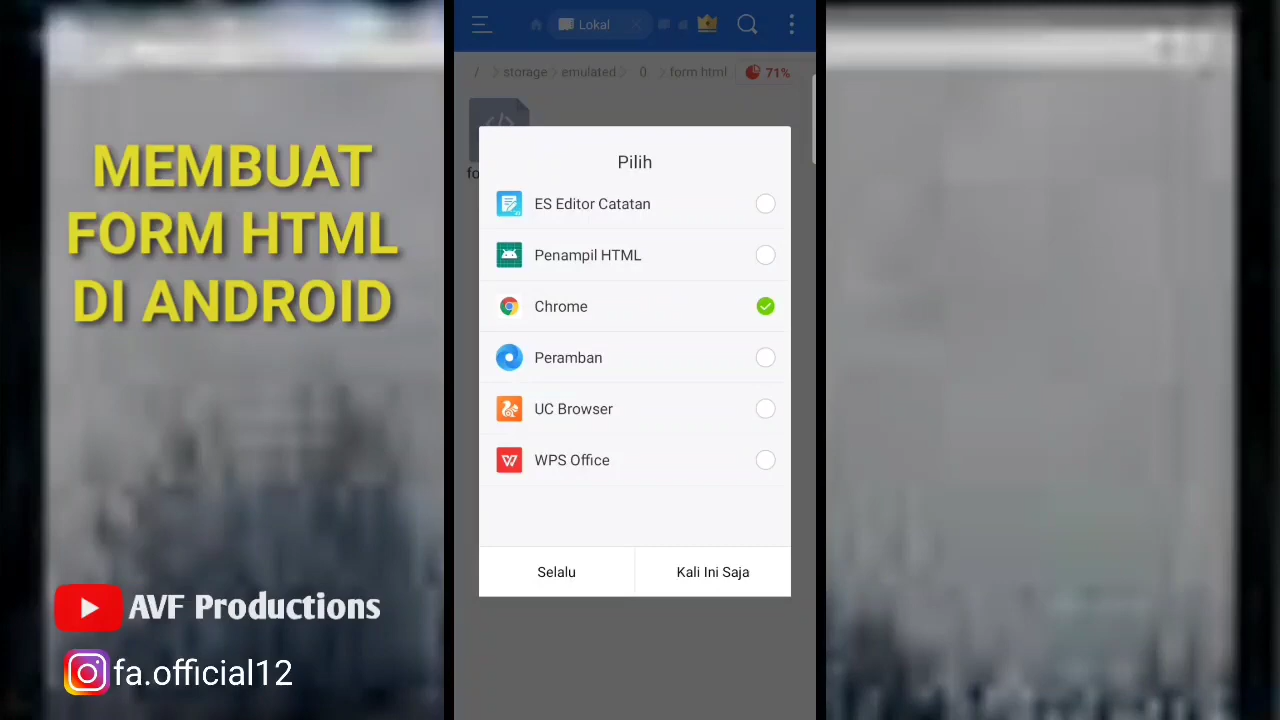 MEMBUAT
FORM HTML
DI ANDROID
AVF Productions
fa.official12
Lokal
/ storage emulated 0 form html 71%
fo
Pilih
ES Editor Catatan
Penampil HTML
Chrome
Peramban
UC Browser
WPS Office
Selalu Kali Ini Saja